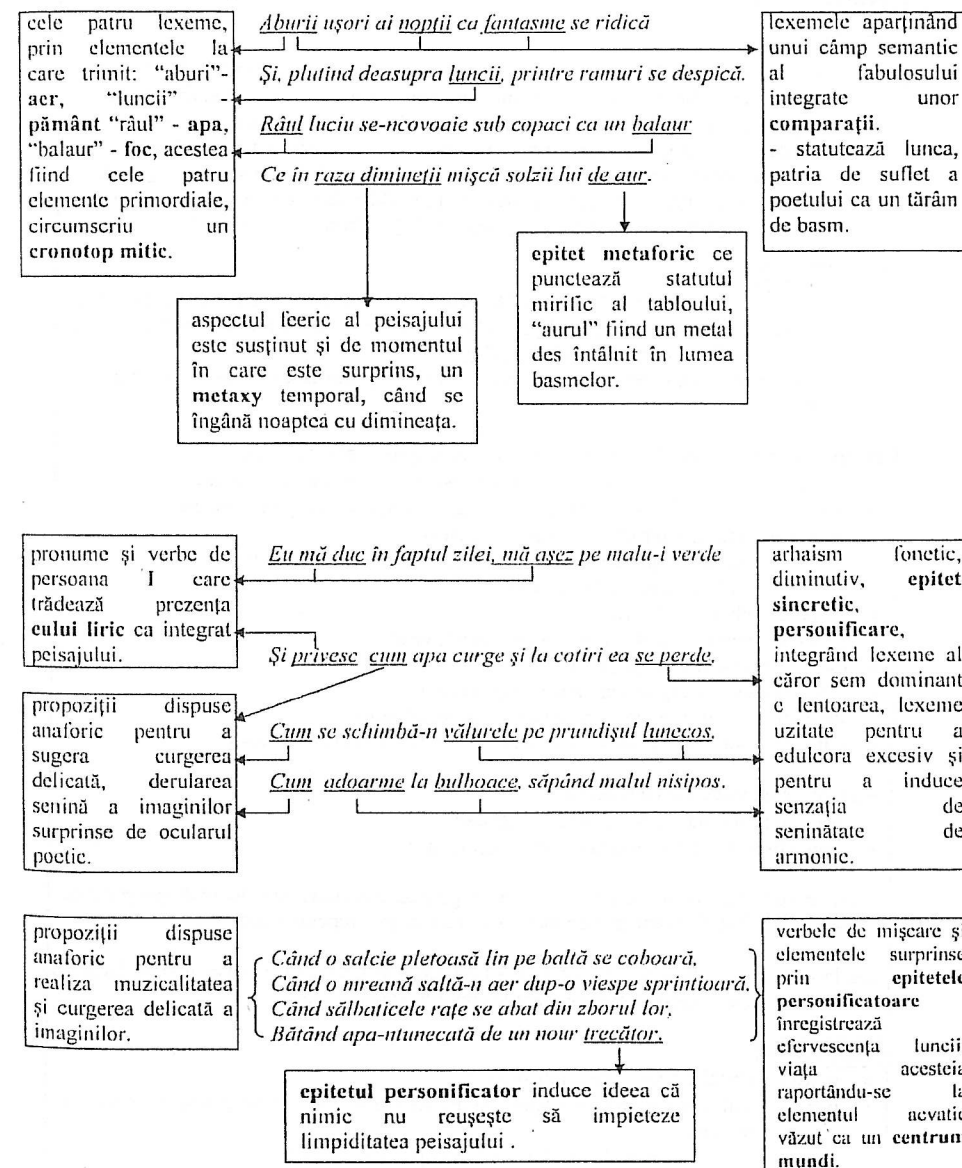 cele patru lexeme,
prin elementele la
care trimit: “aburi”-
aer, “luncii” -
pământ “râul” - apa,
“balaur” - foc, acestea
fiind cele patru
elemente primordiale,
circumscriu un
cronotop mitic.
Aburii ușori ai nopții ca fantasme se ridică
Și, plutind deasupra luncii, printre ramuri se despică.
Râul luciu se-ncovoaie sub copaci ca un balaur
Ce în raza dimineții mișcă solzii lui de aur.
lexemele aparținând
unui câmp semantic
al fabulosului
integrate unor
comparații.
- statutează lunca,
patria de suflet a
poetului ca un tărâm
de basm.
aspectul feeric al peisajului
este susținut și de momentul
în care este surprins, un
metaxy temporal, când se
îngână noaptea cu dimineața.
epitet metaforic ce
punctează statutul
mirific al tabloului,
“aurul” fiind un metal
des întâlnit în lumea
basmelor.
pronume și verbe de
persoana I care
trădează prezența
eului liric ca integrat
peisajului.
Eu mă duc în faptul zilei, mă așez pe malu-i verde
Și privesc cum apa curge și la cotiri ea se perde,
Cum se schimbă-n vălurele pe prundișul lunecos,
Cum adoarme la bulboace, săpând malul nisipos.
propoziții dispuse
anaforic pentru a
sugera curgerea
delicată, derularea
senină a imaginilor
surprinse de ocularul
poetic.
arhaism fonetic,
diminutiv, epitet
sincretic,
personificare,
integrând lexeme al
căror sem dominant
e lentoarea, lexeme
uzitate pentru a
edulcora excesiv și
pentru a induce
senzația de
seninătate de
armonie.
propoziții dispuse
anaforic pentru a
realiza muzicalitatea
și curgerea delicată a
imaginilor.
Când o salcie pletoasă lin pe baltă se coboară,
Când o mreană saltă-n aer dup-o viespe sprintioară,
Când sălbaticele rațe se abat din zborul lor,
Bătând apa-ntunecată de un nour trecător.
epitetul personificator induce ideea că
nimic nu reușește să impieteze
limpiditatea peisajului .
verbele de mișcare și
elementele surprinse
prin epitetele
personificatoare
înregistrează
efervescența luncii
viața acesteia
raportându-se la
elementul acvatic
văzut ca un centrum
mundi.